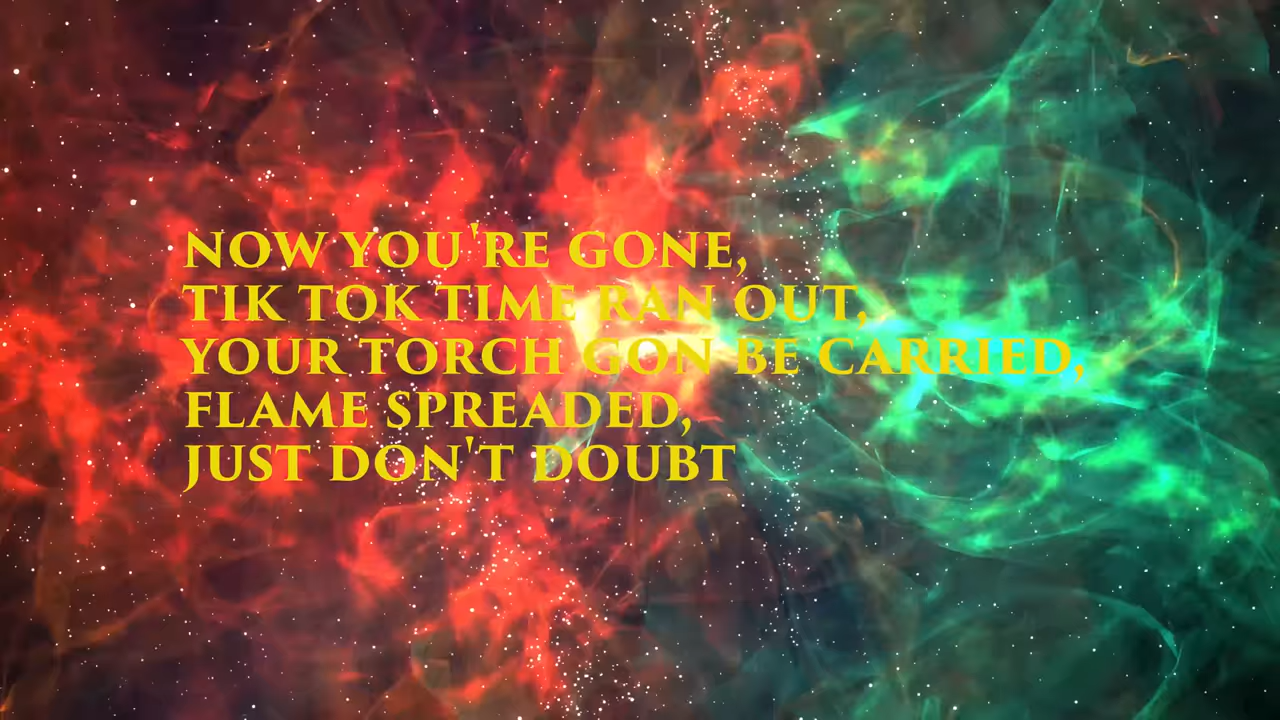 NOW YOU'RE GONE,
TIK TOK TIME RAN OUT,
YOUR TORCH GON BE CARRIED,
FLAME SPREADED,
JUST DON'T DOUBT